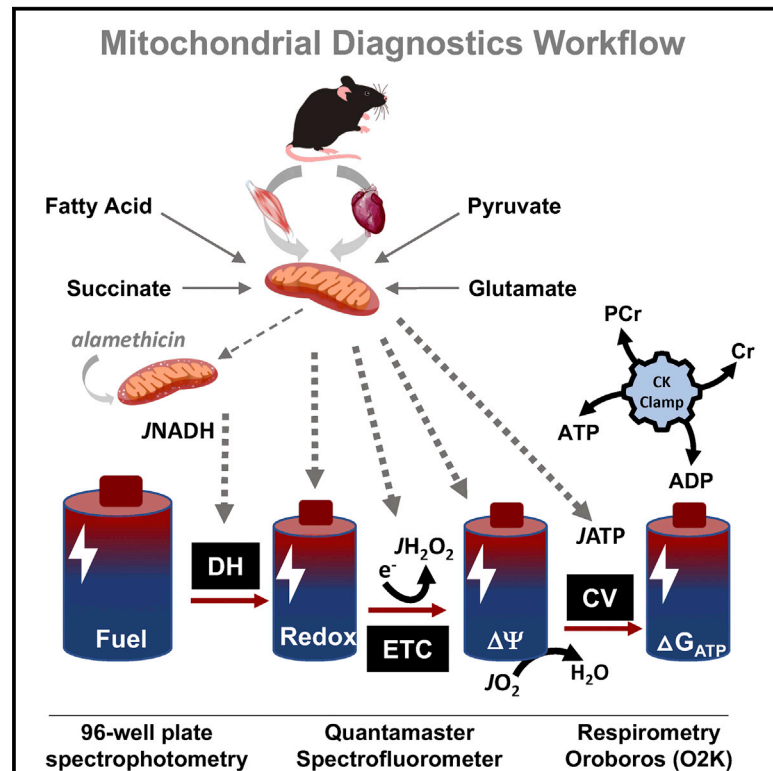 Mitochondrial Diagnostics Workflow
Fatty Acid
Pyruvate
Succinate
Glutamate
alamethicin
JNADH
PCr
Cr
CK
Clamp
ATP
ADP
JH₂O₂
e⁻
JATP
DH
CV
Fuel
Redox
ETC
ΔΨ
ΔG_ATP
JO₂
H₂O
96-well plate
spectrophotometry
Quantamaster
Spectrofluorometer
Respirometry
Oroboros (O2K)